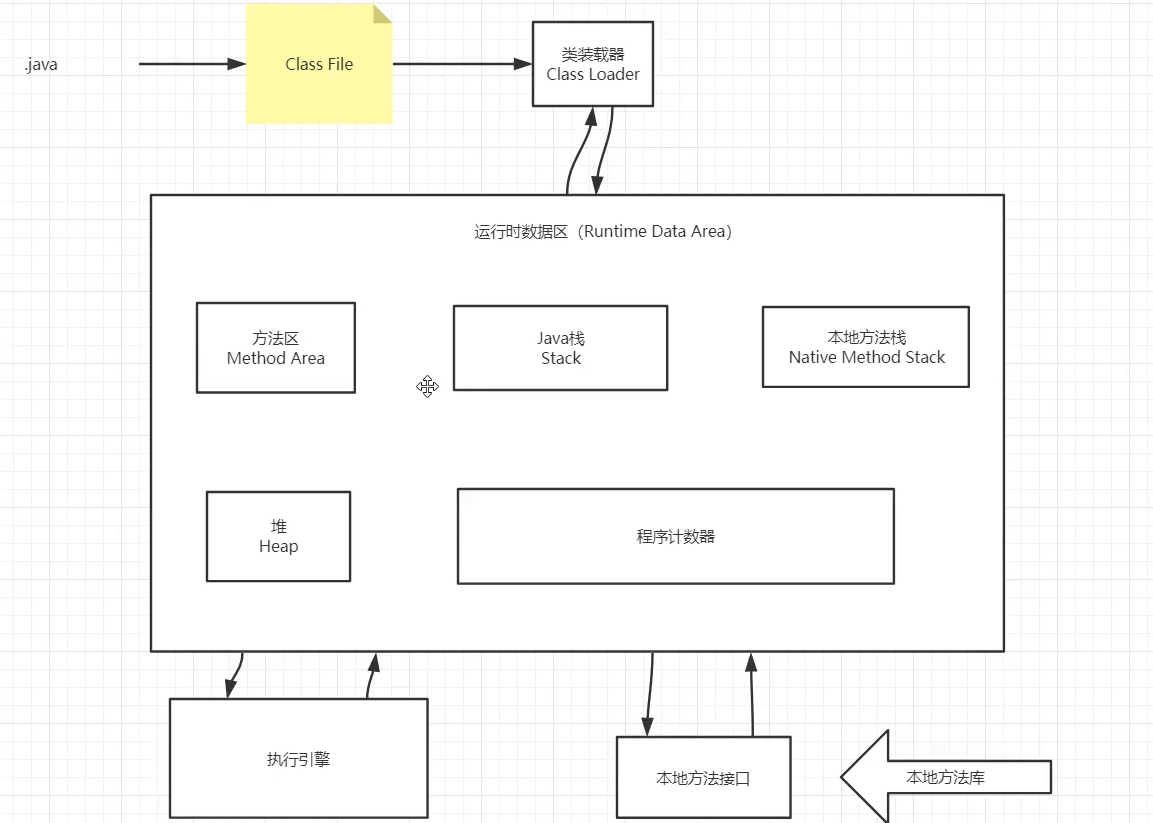 .java
Class File
类装载器
Class Loader
运行时数据区（Runtime Data Area）
方法区
Method Area
Java栈
Stack
本地方法栈
Native Method Stack
堆
Heap
程序计数器
执行引擎
本地方法接口
本地方法库